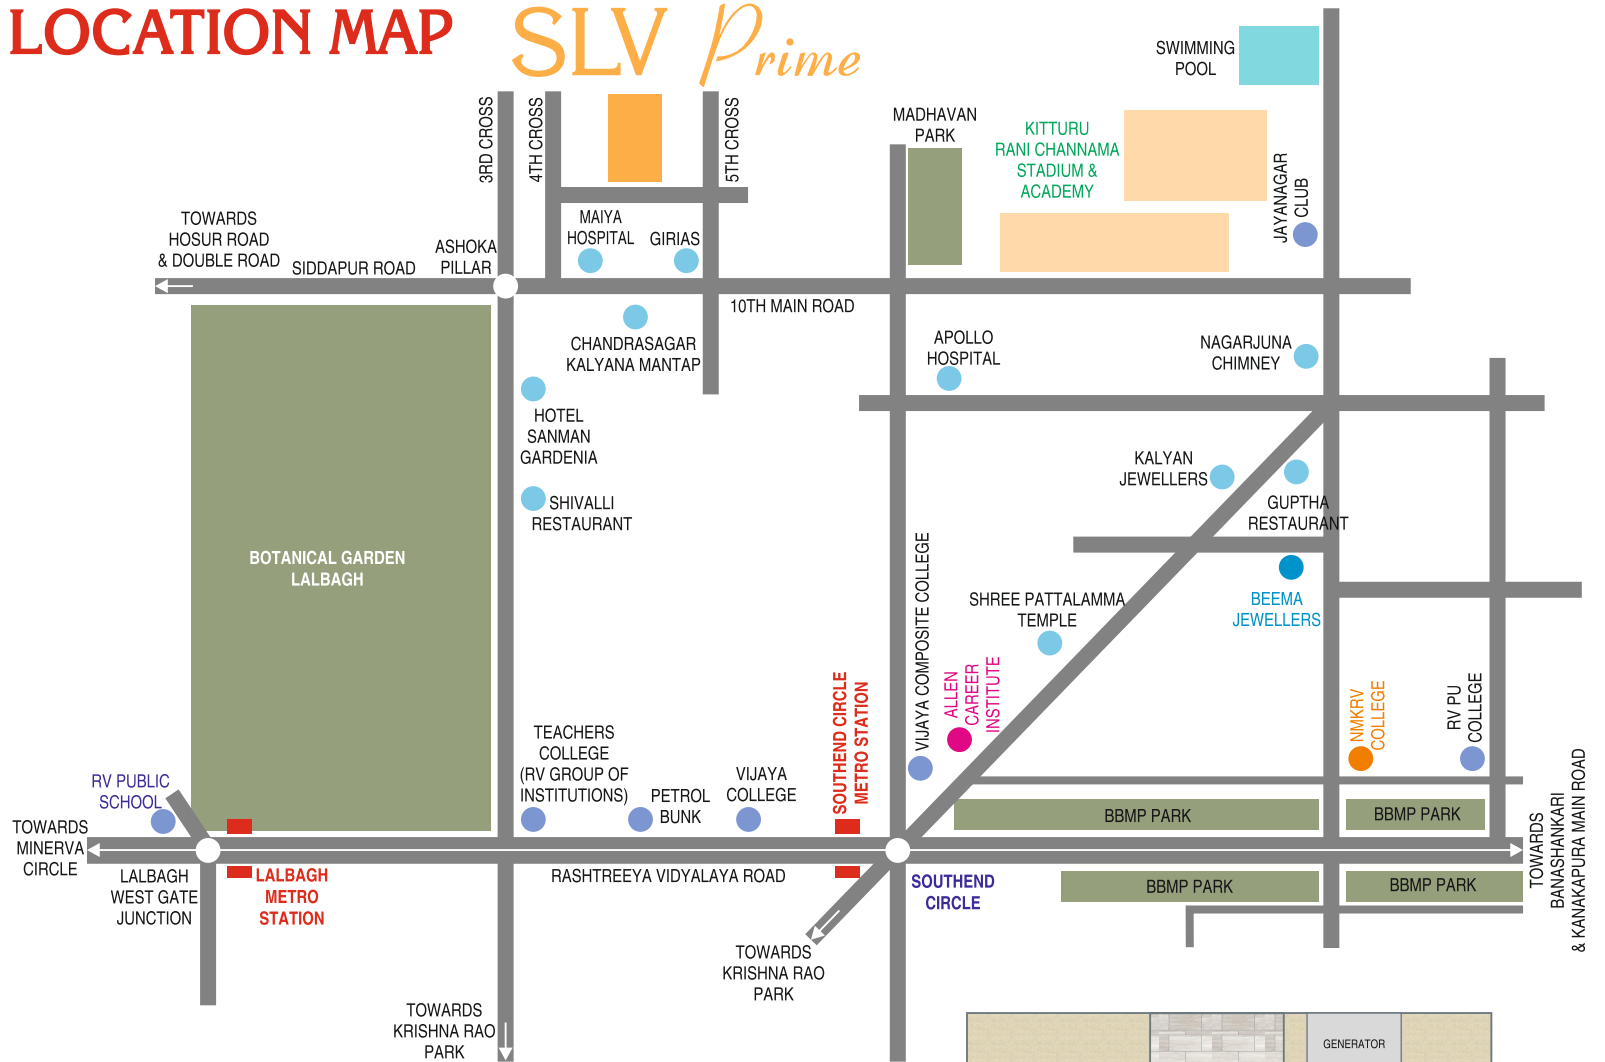 LOCATION MAP
SLV Prime
SWIMMING
POOL
3RD CROSS
4TH CROSS
5TH CROSS
MADHAVAN
PARK
KITTURU
RANI CHANNAMA
STADIUM &
ACADEMY
JAYANAGAR
CLUB
TOWARDS
HOSUR ROAD
& DOUBLE ROAD
SIDDAPUR ROAD
ASHOKA
PILLAR
MAIYA
HOSPITAL
GIRIAS
10TH MAIN ROAD
CHANDRASAGAR
KALYANA MANTAP
APOLLO
HOSPITAL
NAGARJUNA
CHIMNEY
HOTEL
SANMAN
GARDENIA
SHIVALLI
RESTAURANT
KALYAN
JEWELLERS
GUPTHA
RESTAURANT
BOTANICAL GARDEN
LALBAGH
VIJAYA COMPOSITE COLLEGE
SHREE PATTALAMMA
TEMPLE
BEEMA
JEWELLERS
ALLEN
CAREER
INSTITUTE
SOUTHEND CIRCLE
METRO STATION
NMKRV
COLLEGE
RV PU
COLLEGE
TEACHERS
COLLEGE
(RV GROUP OF
INSTITUTIONS)
PETROL
BUNK
VIJAYA
COLLEGE
RV PUBLIC
SCHOOL
BBMP PARK
BBMP PARK
TOWARDS
MINERVA
CIRCLE
LALBAGH
WEST GATE
JUNCTION
LALBAGH
METRO
STATION
RASHTREEYA VIDYALAYA ROAD
SOUTHEND
CIRCLE
BBMP PARK
BBMP PARK
TOWARDS
BANASHANKARI
& KANAKAPURA MAIN ROAD
TOWARDS
KRISHNA RAO
PARK
TOWARDS
KRISHNA RAO
PARK
GENERATOR